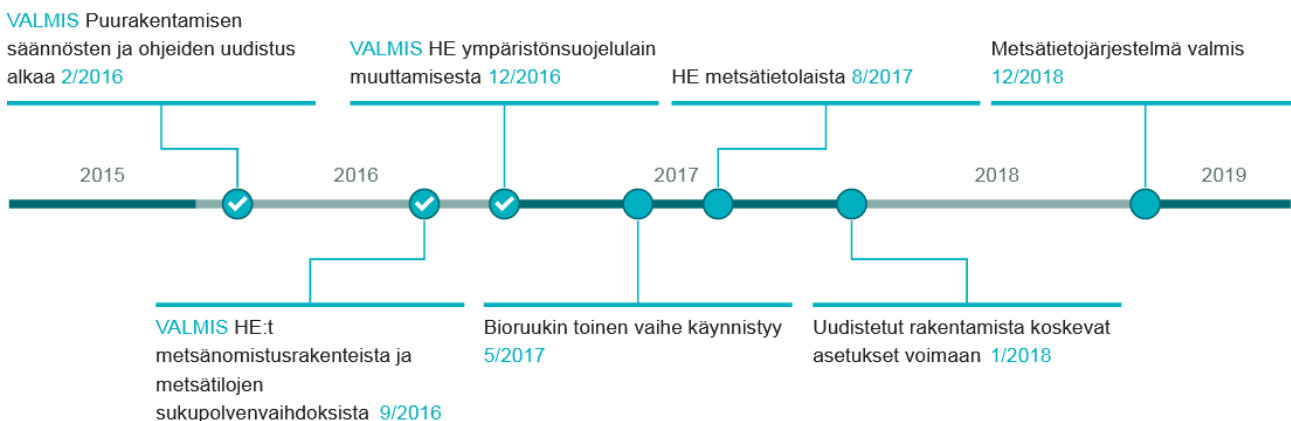 VALMIS Puurakentamisen
säännösten ja ohjeiden uudistus
alkaa 2/2016
VALMIS HE ympäristönsuojelulain
muuttamisesta 12/2016
HE metsätietolaista 8/2017
Metsätietojärjestelmä valmis
12/2018
2015
2016
2017
2018
2019
VALMIS HE:t
metsänomistusrakenteista ja
metsätilojen
sukupolvenvaihdoksista 9/2016
Bioruukin toinen vaihe käynnistyy
5/2017
Uudistetut rakentamista koskevat
asetukset voimaan 1/2018